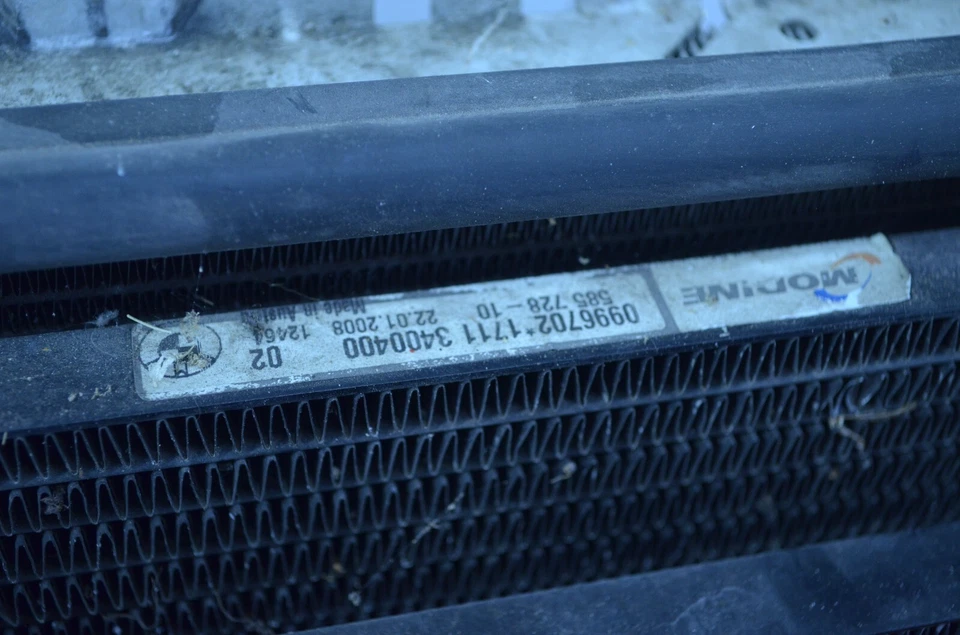 MODINE
0996702*1711 3400400 02
585 728-10 22.01.2008 12464
Made in Austria